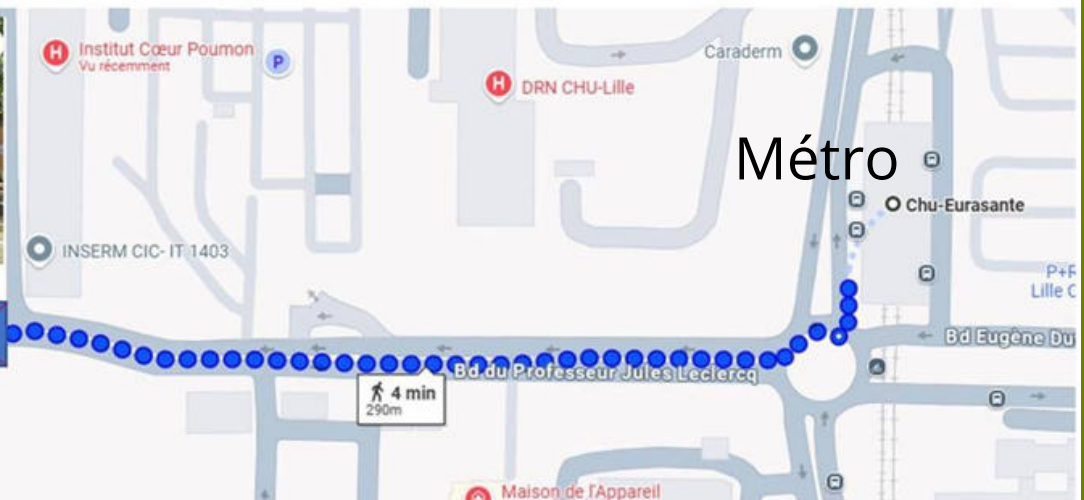 Institut Cœur Poumon
Vu récemment
P
H
H
DRN CHU-Lille
Caraderm
Métro
Chu-Eurasante
INSERM CIC- IT 1403
P+R
Lille C
Bd Eugène Du
Bd du Professeur Jules Leclercq
4 min
290m
Maison de l'Appareil